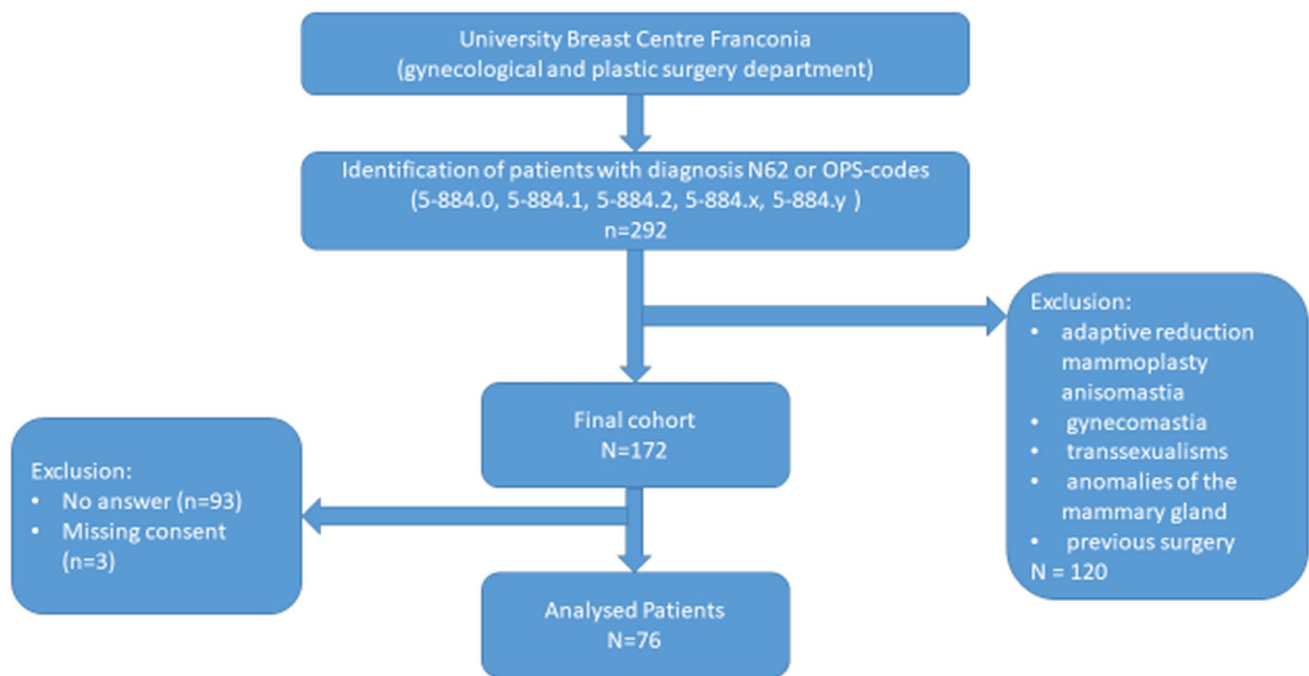 University Breast Centre Franconia
(gynecological and plastic surgery department)
Identification of patients with diagnosis N62 or OPS-codes
(5-884.0, 5-884.1, 5-884.2, 5-884.x, 5-884.y )
n=292
Exclusion:
• adaptive reduction
mammoplasty
anisomastia
• gynecomastia
• transsexualisms
• anomalies of the
mammary gland
• previous surgery
N = 120
Final cohort
N=172
Exclusion:
• No answer (n=93)
• Missing consent
(n=3)
Analysed Patients
N=76